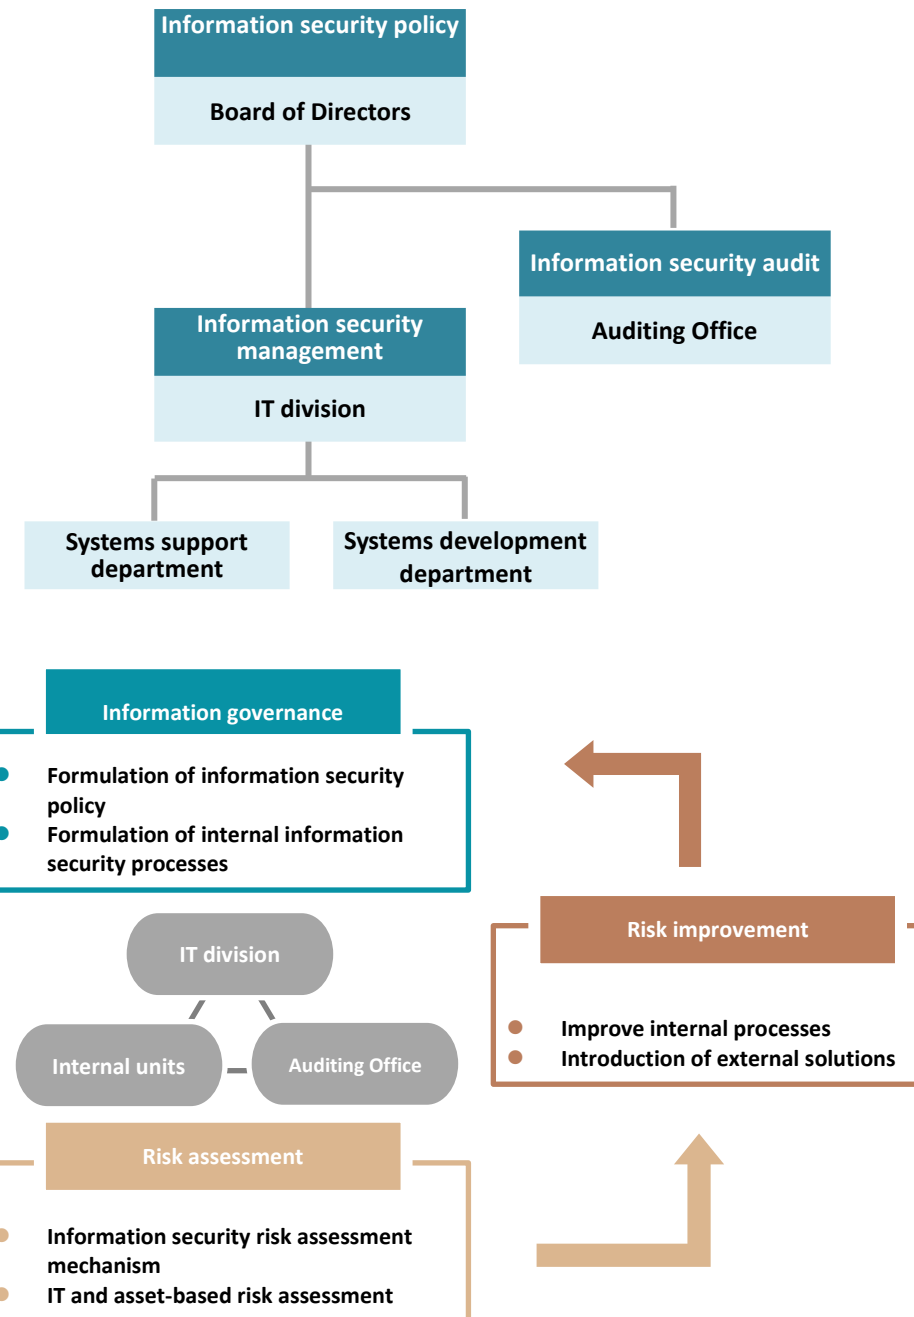 Information security policy
Board of Directors
Information security audit
Auditing Office
Information security
management
IT division
Systems support
department
Systems development
department
Information governance
Formulation of information security
policy
Formulation of internal information
security processes
IT division
Internal units
Auditing Office
Risk improvement
Improve internal processes
Introduction of external solutions
Risk assessment
Information security risk assessment
mechanism
IT and asset-based risk assessment